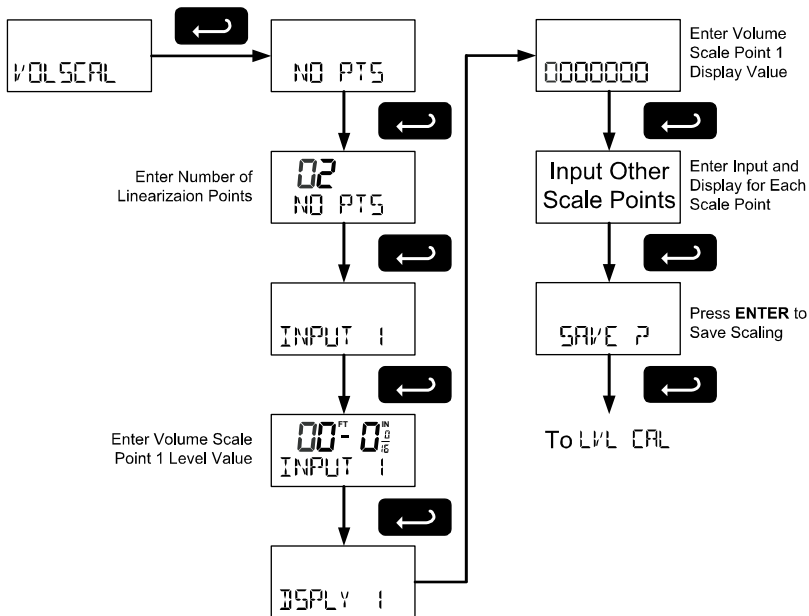 VOLSCAL
NO PTS
Enter Number of
Linearizaion Points
02
NO PTS
INPUT 1
Enter Volume Scale
Point 1 Level Value
00 FT - 0 IN 0/16
INPUT 1
DSPLY 1
0000000
Enter Volume
Scale Point 1
Display Value
Input Other
Scale Points
Enter Input and
Display for Each
Scale Point
SAVE ?
Press ENTER to
Save Scaling
To LVL CAL